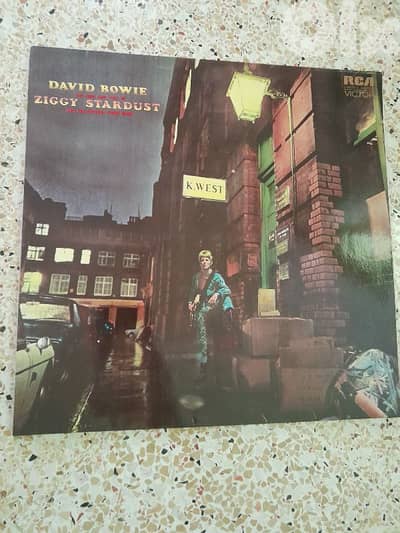 DAVID BOWIE
ZIGGY STARDUST
RCA
VICTOR
K.WEST